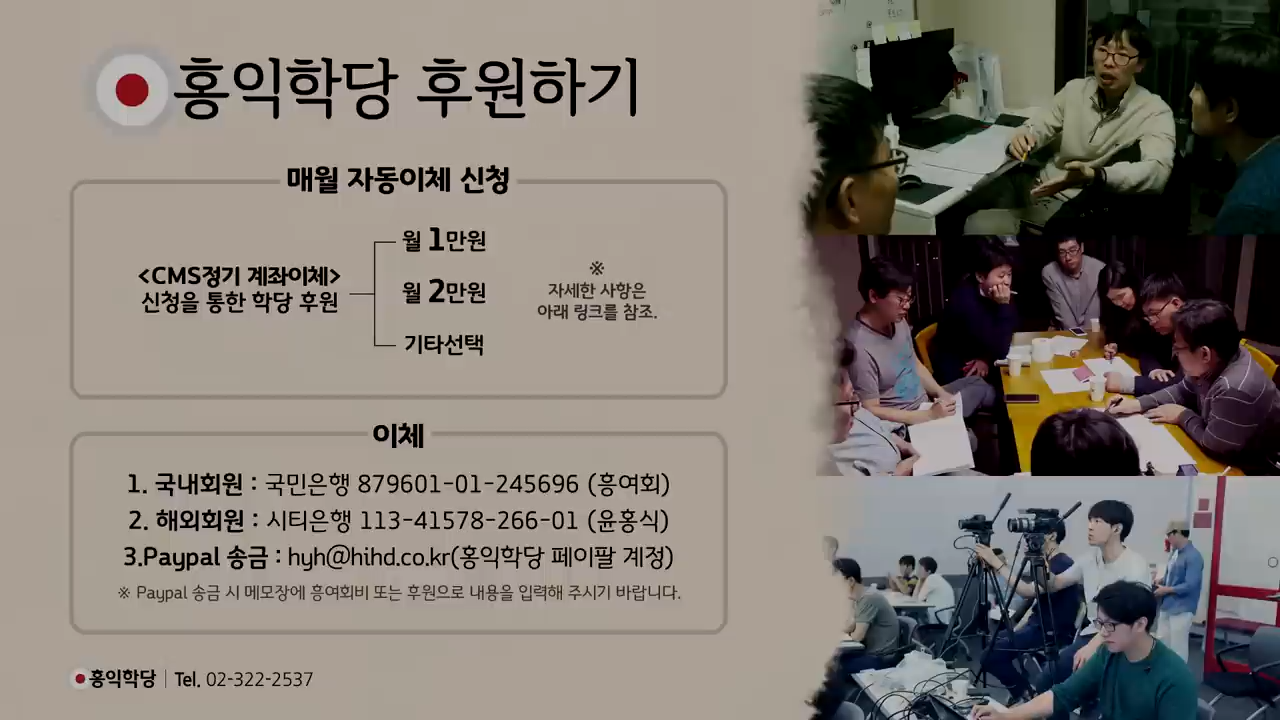 홍익학당 후원하기
매월 자동이체 신청
<CMS정기 계좌이체>
신청을 통한 학당 후원
월 1만원
월 2만원
기타선택
※
자세한 사항은
아래 링크를 참조.
이체
1. 국내회원 : 국민은행 879601-01-245696 (흥여회)
2. 해외회원 : 시티은행 113-41578-266-01 (윤홍식)
3.Paypal 송금 : hyh@hihd.co.kr(홍익학당 페이팔 계정)
※ Paypal 송금 시 메모장에 흥여회비 또는 후원으로 내용을 입력해 주시기 바랍니다.
홍익학당 | Tel. 02-322-2537